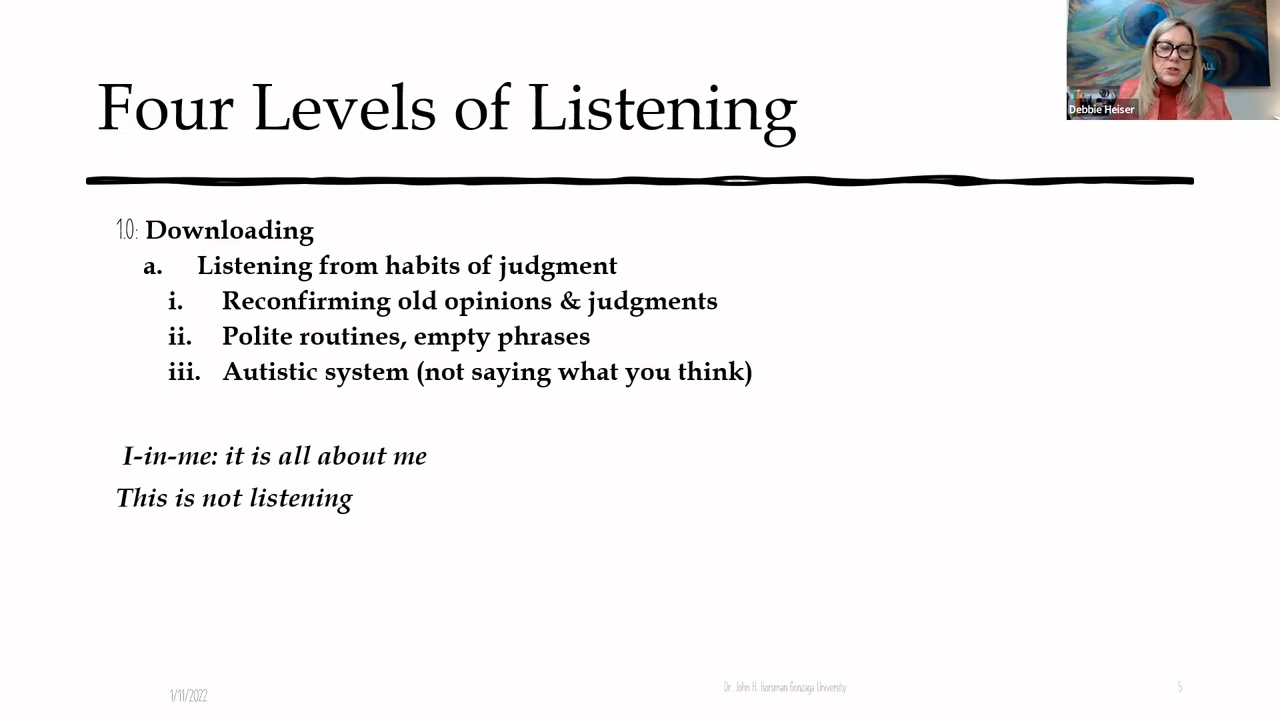 Four Levels of Listening
ALL
Debbie Heiser
1.0: Downloading
a. Listening from habits of judgment
i. Reconfirming old opinions & judgments
ii. Polite routines, empty phrases
iii. Autistic system (not saying what you think)
I-in-me: it is all about me
This is not listening
1/11/2022
Dr. John H. Horsman Gonzaga University
5